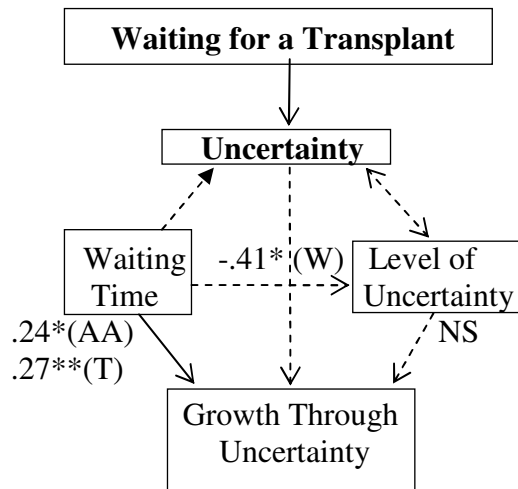 Waiting for a Transplant
Uncertainty
Waiting
Time
-.41* (W)
Level of
Uncertainty
.24*(AA)
.27**(T)
NS
Growth Through
Uncertainty